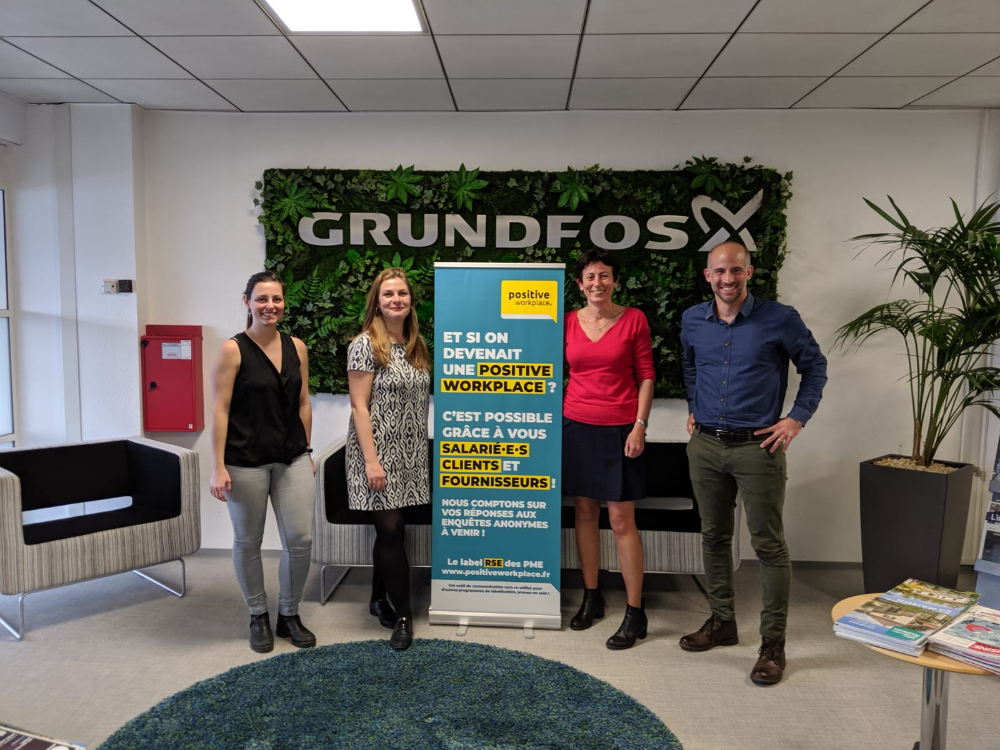 GRUNDFOS
positive
workplace.
ET SI ON
DEVENAIT
UNE POSITIVE
WORKPLACE ?
C'EST POSSIBLE
GRÂCE À VOUS
SALARIÉ·E·S
CLIENTS ET
FOURNISSEURS !
NOUS COMPTONS SUR
VOS RÉPONSES AUX
ENQUÊTES ANONYMES
À VENIR !
Le label RSE des PME
www.positiveworkplace.fr
Cet outil de communication sera ré-utilisé pour
d'autres programmes de labellisation, prenez-en soin !
MAISON